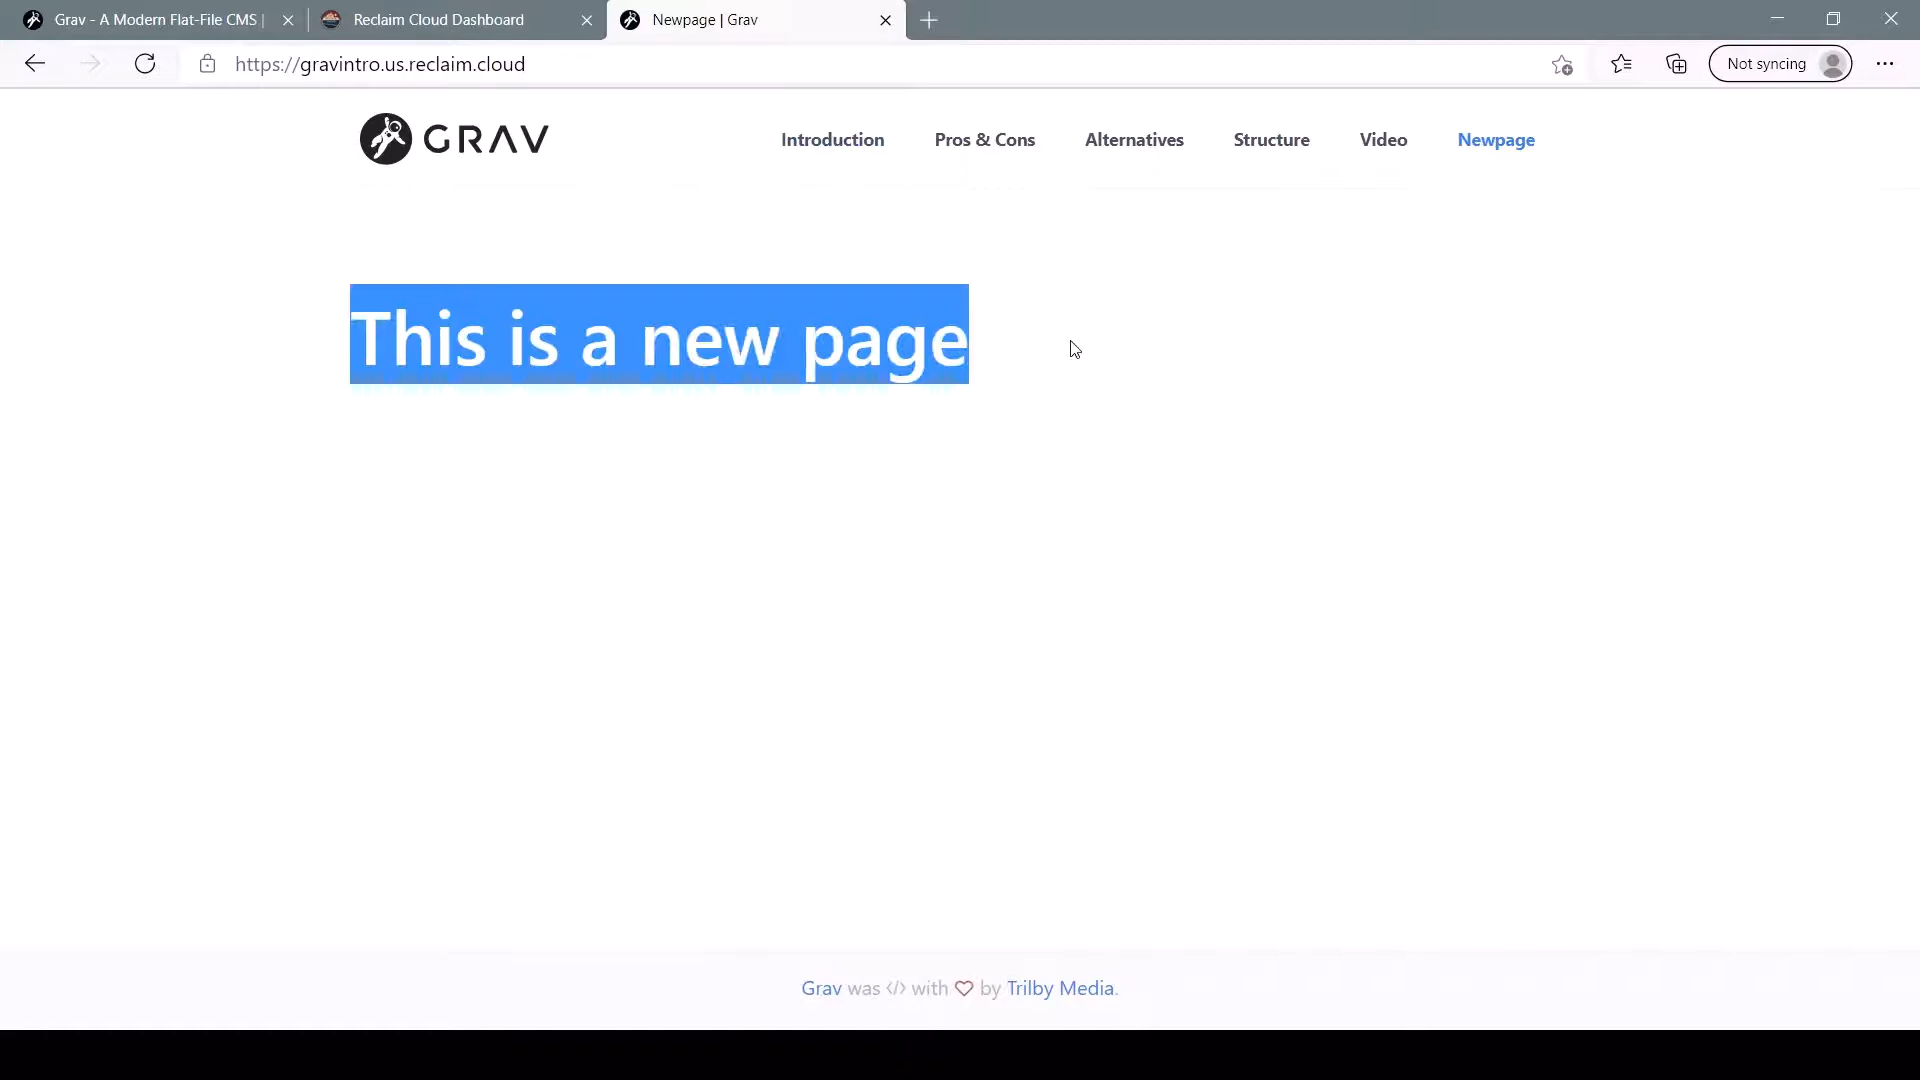 Grav - A Modern Flat-File CMS |
Reclaim Cloud Dashboard
Newpage | Grav
https://gravintro.us.reclaim.cloud
Not syncing
GRAV
Introduction
Pros & Cons
Alternatives
Structure
Video
Newpage
This is a new page
Grav was </> with ♡ by Trilby Media.